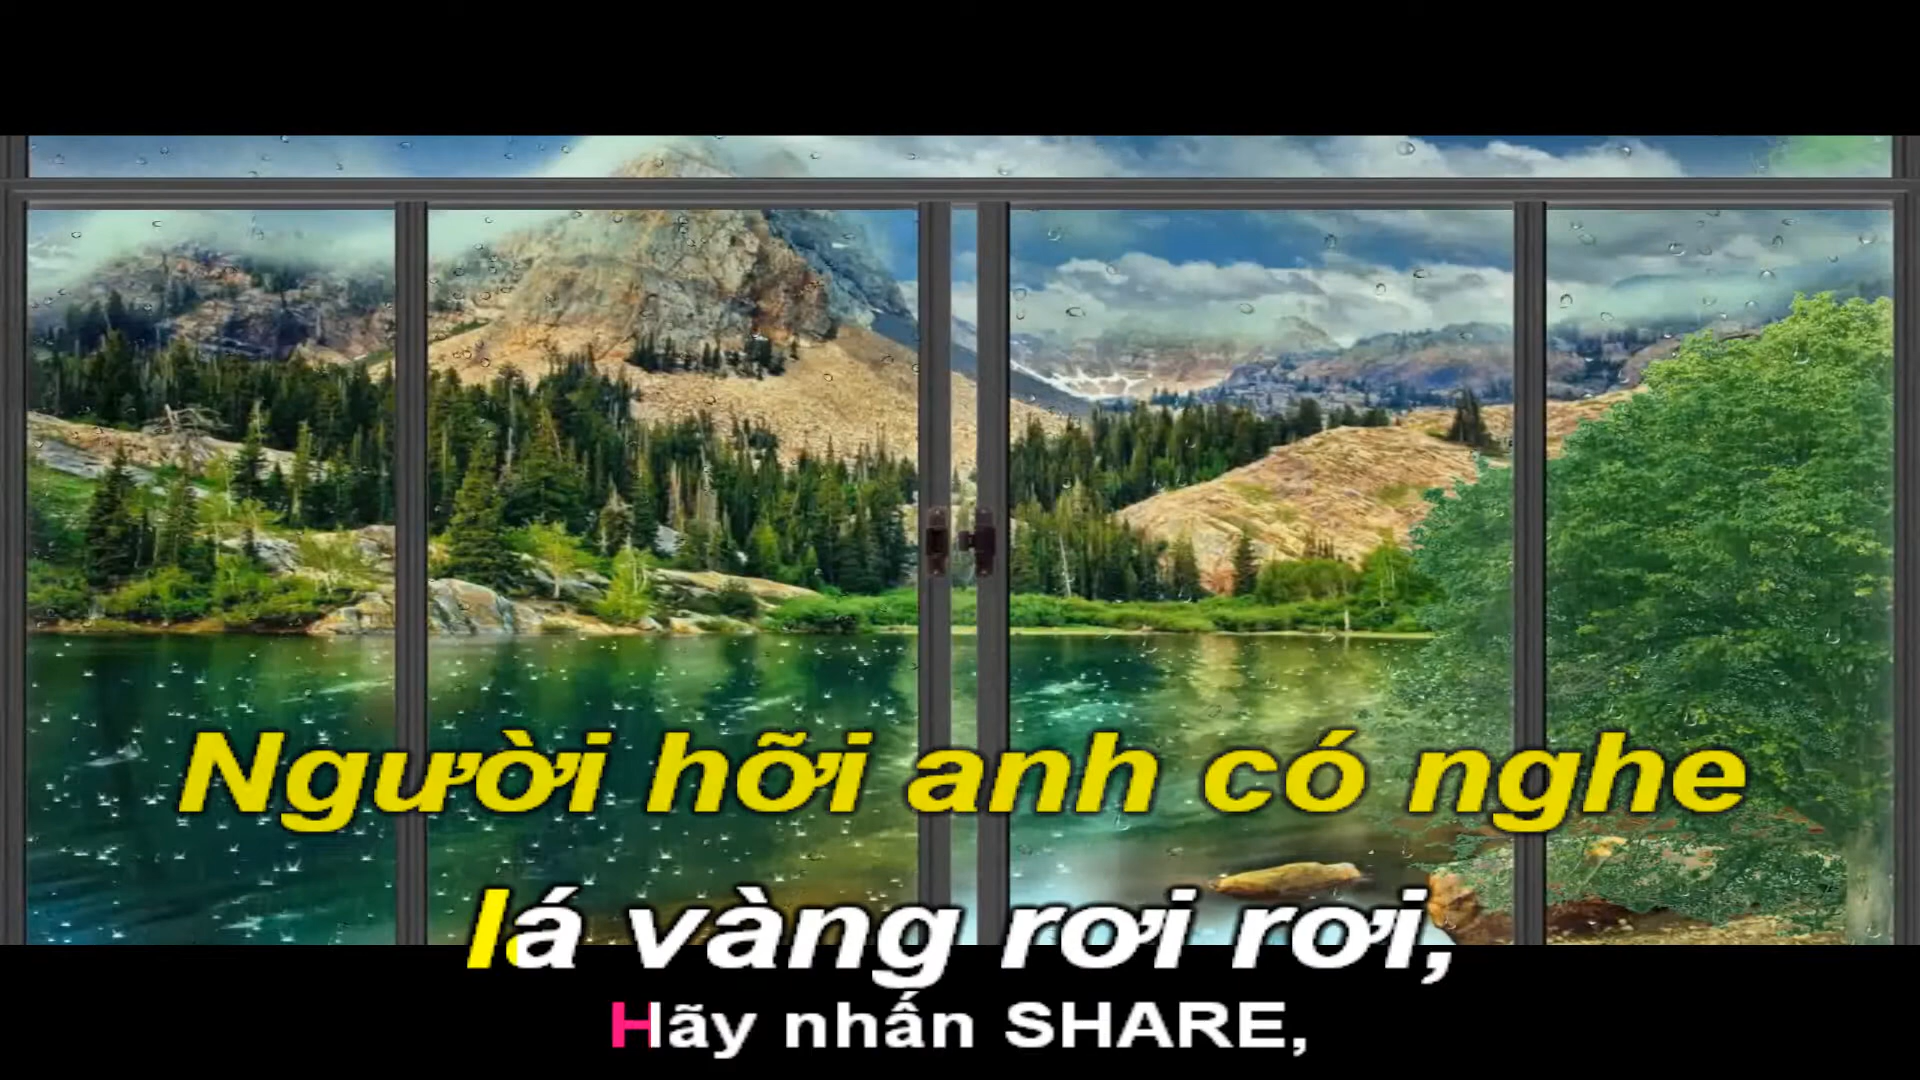 Người hỡi anh có nghe
lá vàng rơi rơi,
Hãy nhấn SHARE,